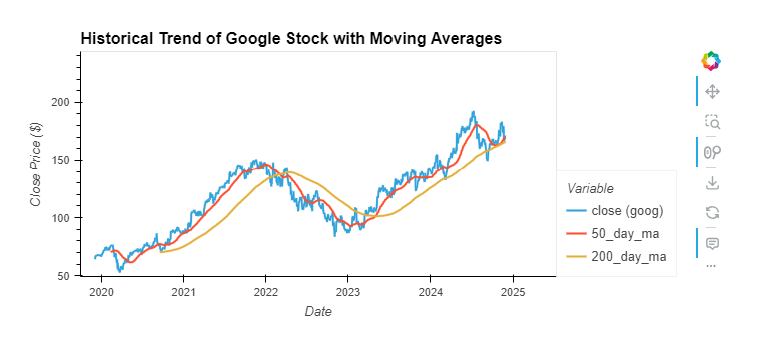 Historical Trend of Google Stock with Moving Averages
Close Price ($)
200
150
100
50
2020 2021 2022 2023 2024 2025
Date
Variable
close (goog)
50_day_ma
200_day_ma